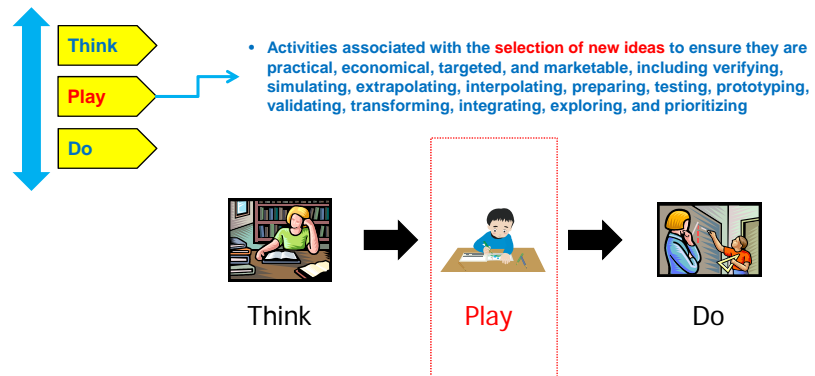 Think
Play
Do
• Activities associated with the selection of new ideas to ensure they are
practical, economical, targeted, and marketable, including verifying,
simulating, extrapolating, interpolating, preparing, testing, prototyping,
validating, transforming, integrating, exploring, and prioritizing
Think
Play
Do